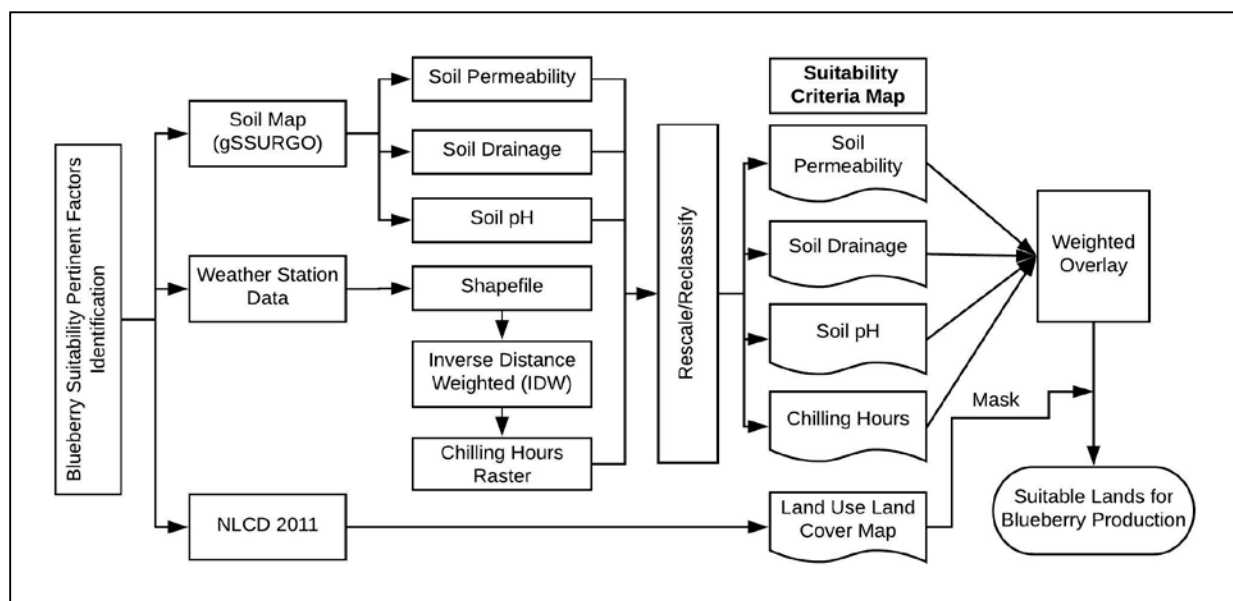 Blueberry Suitability Pertinent Factors
Identification
Soil Map
(gSSURGO)
Weather Station
Data
NLCD 2011
Soil Permeability
Soil Drainage
Soil pH
Shapefile
Inverse Distance
Weighted (IDW)
Chilling Hours
Raster
Rescale/Reclasssify
Suitability
Criteria Map
Soil
Permeability
Soil Drainage
Soil pH
Chilling Hours
Land Use Land
Cover Map
Mask
Weighted
Overlay
Suitable Lands for
Blueberry Production